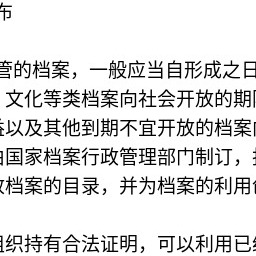 布
管的档案，一般应当自形成之日
、文化等类档案向社会开放的期
益以及其他到期不宜开放的档案向
由国家档案行政管理部门制订，报
放档案的目录，并为档案的利用创
组织持有合法证明，可以利用已经